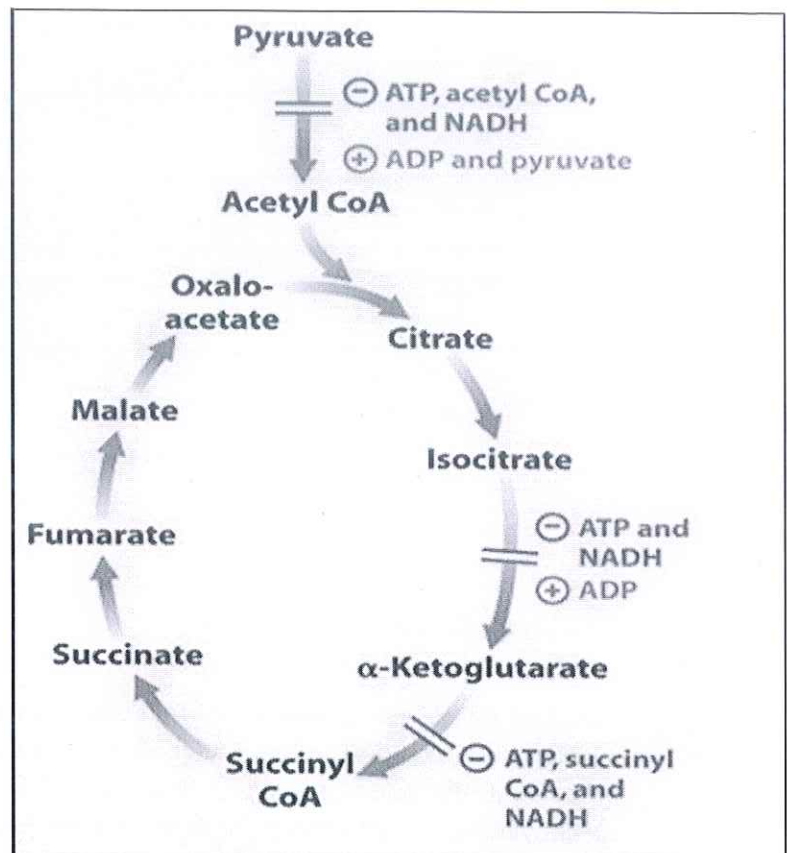 Pyruvate
⊖ ATP, acetyl CoA,
and NADH
⊕ ADP and pyruvate
Acetyl CoA
Oxalo-
acetate
Citrate
Malate
Isocitrate
⊖ ATP and
NADH
⊕ ADP
Fumarate
Succinate
α-Ketoglutarate
Succinyl
CoA
⊖ ATP, succinyl
CoA, and
NADH